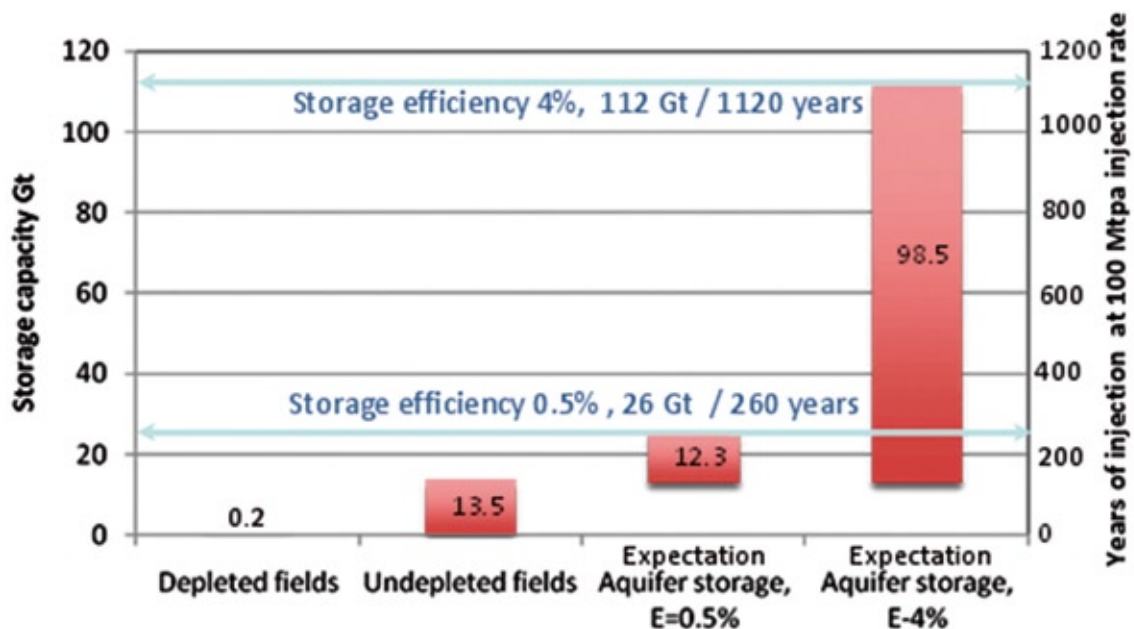 120
100
80
60
40
20
0
Storage capacity Gt
1200
1000
800
600
400
200
0
Years of injection at 100 Mtpa injection rate
Storage efficiency 4%, 112 Gt / 1120 years
98.5
Storage efficiency 0.5% , 26 Gt / 260 years
12.3
13.5
0.2
Depleted fields
Undepleted fields
Expectation
Aquifer storage,
E=0.5%
Expectation
Aquifer storage,
E-4%